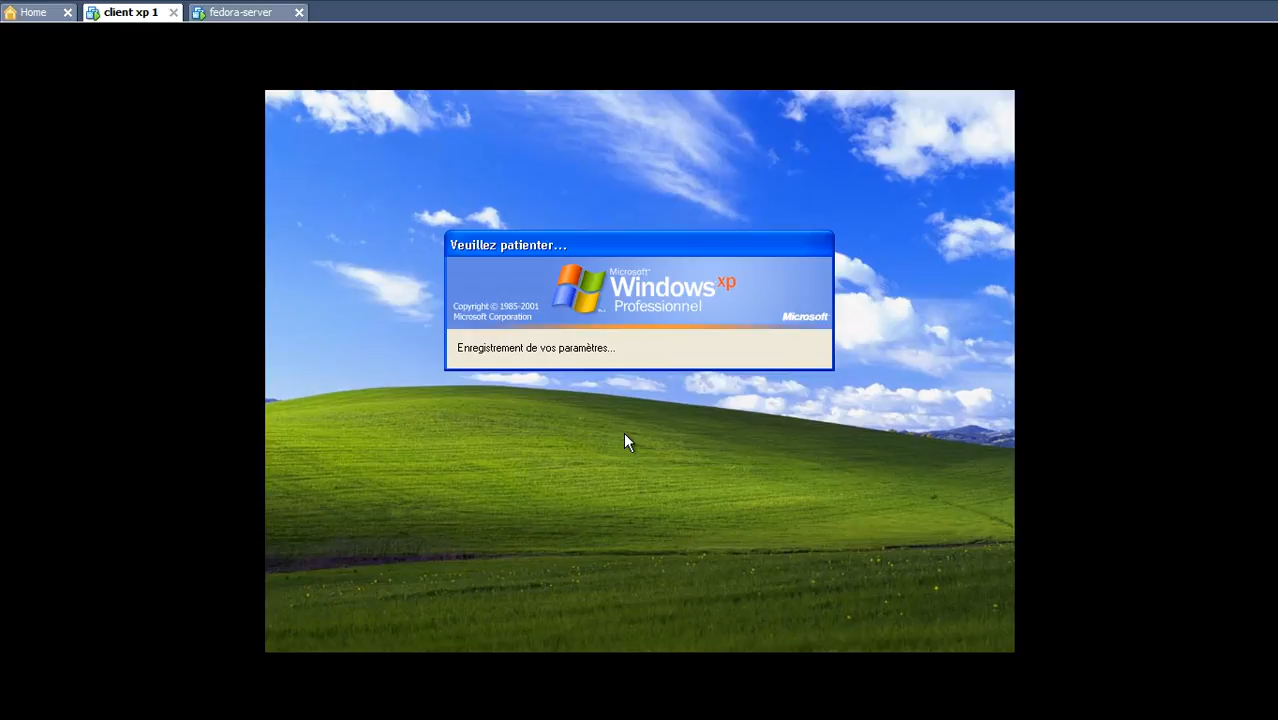 Home
client xp 1
fedora-server
Veuillez patienter...
Microsoft
Windows xp
Professionnel
Copyright © 1985-2001
Microsoft Corporation
Microsoft
Enregistrement de vos paramètres...